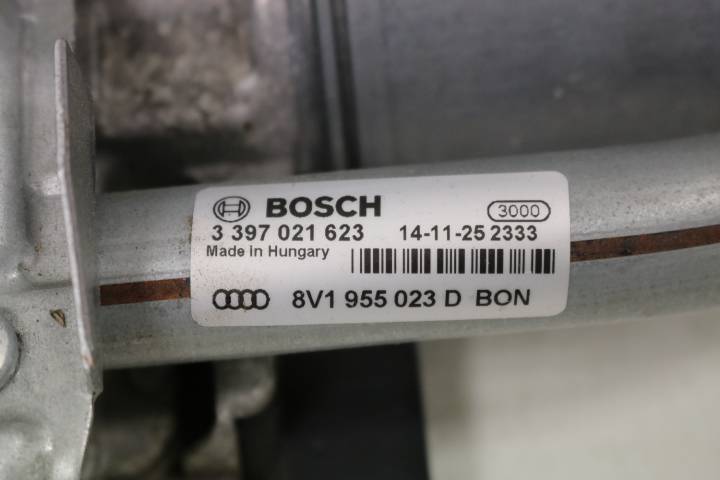 BOSCH 3000
3 397 021 623 14-11-25 2333
Made in Hungary
8V1 955 023 D BON